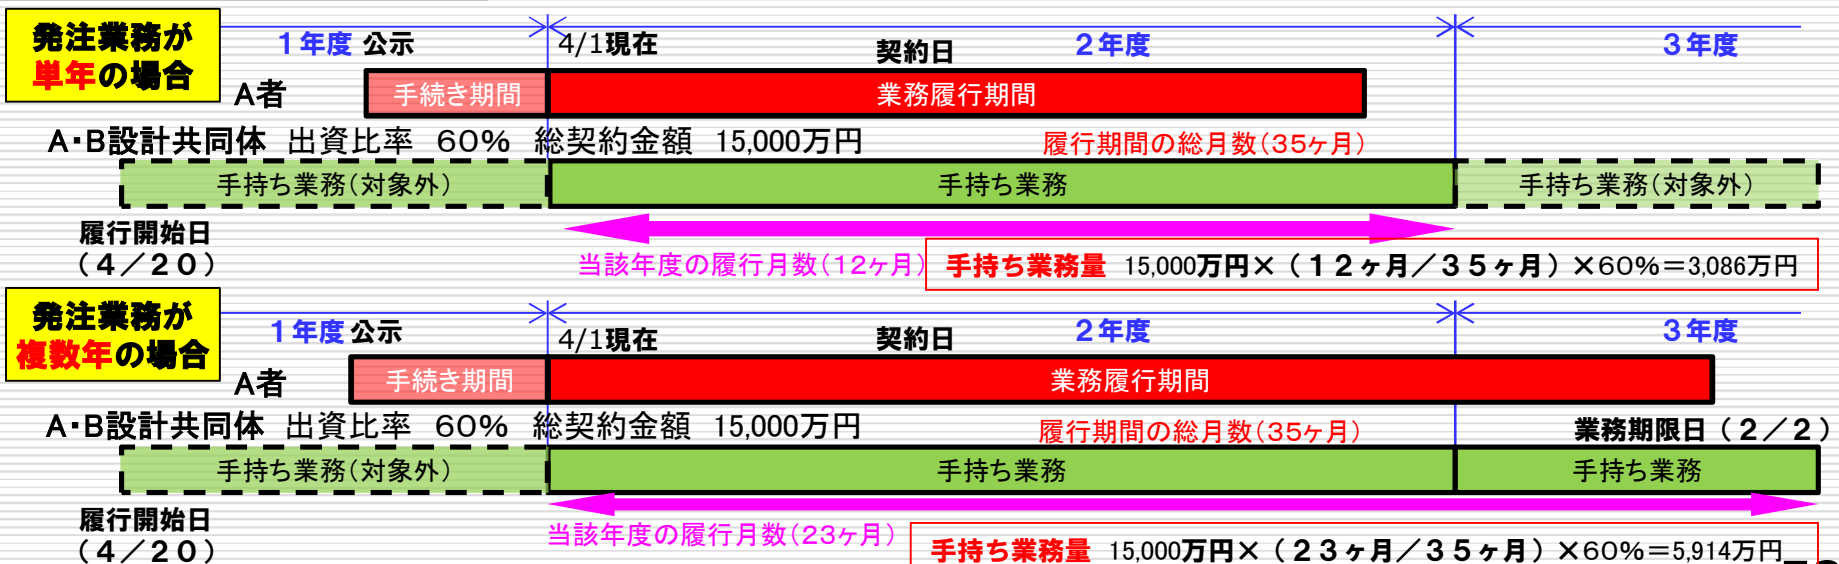 発注業務が
単年の場合
1年度 公示
4/1現在
契約日
2年度
3年度
A者
手続き期間
業務履行期間
A・B設計共同体 出資比率 60% 総契約金額 15,000万円
履行期間の総月数(35ヶ月)
手持ち業務(対象外)
手持ち業務
手持ち業務(対象外)
履行開始日
(4/20)
当該年度の履行月数(12ヶ月)
手持ち業務量 15,000万円×(12ヶ月/35ヶ月)×60%=3,086万円
発注業務が
複数年の場合
1年度 公示
4/1現在
契約日
2年度
3年度
A者
手続き期間
業務履行期間
A・B設計共同体 出資比率 60% 総契約金額 15,000万円
履行期間の総月数(35ヶ月)
業務期限日(2/2)
手持ち業務(対象外)
手持ち業務
手持ち業務
履行開始日
(4/20)
当該年度の履行月数(23ヶ月)
手持ち業務量 15,000万円×(23ヶ月/35ヶ月)×60%=5,914万円